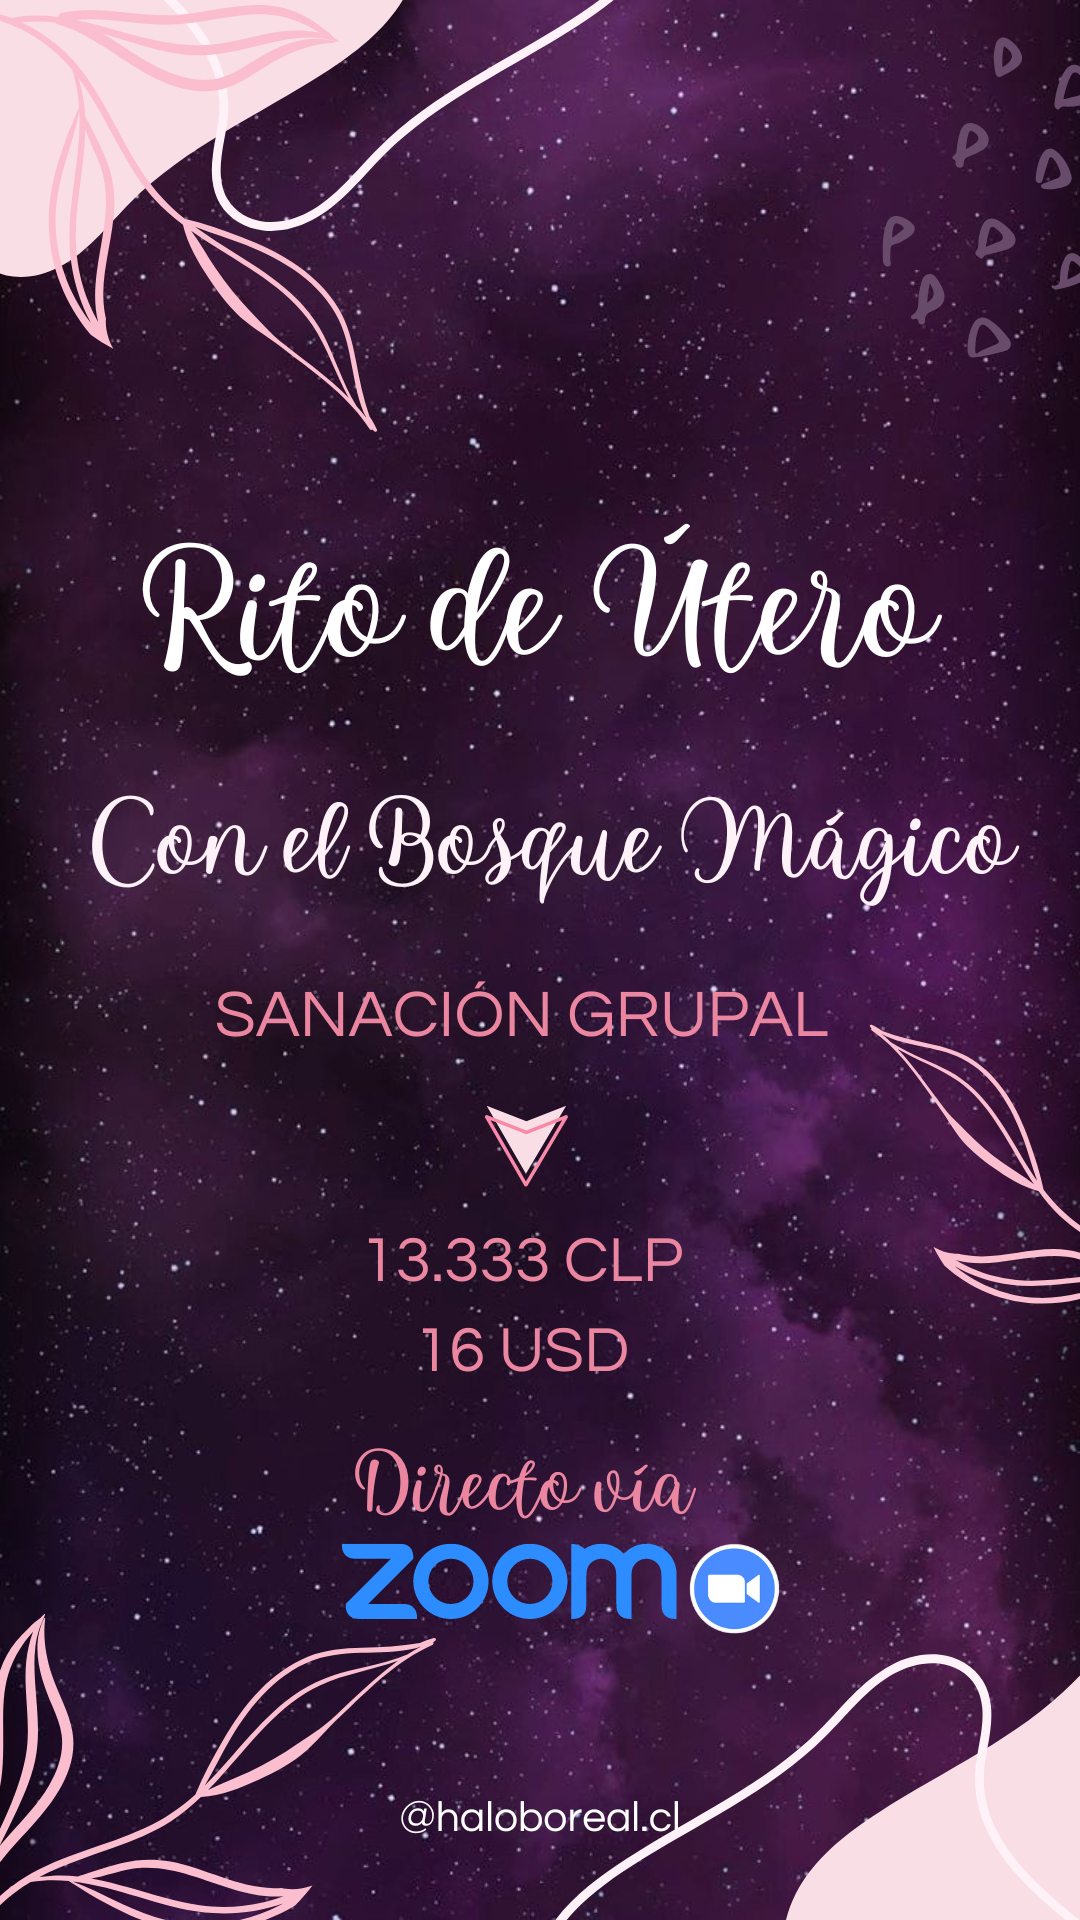 Rito de Útero
Con el Bosque Mágico
SANACIÓN GRUPAL
13.333 CLP
16 USD
Directo vía
zoom
@haloboreal.cl